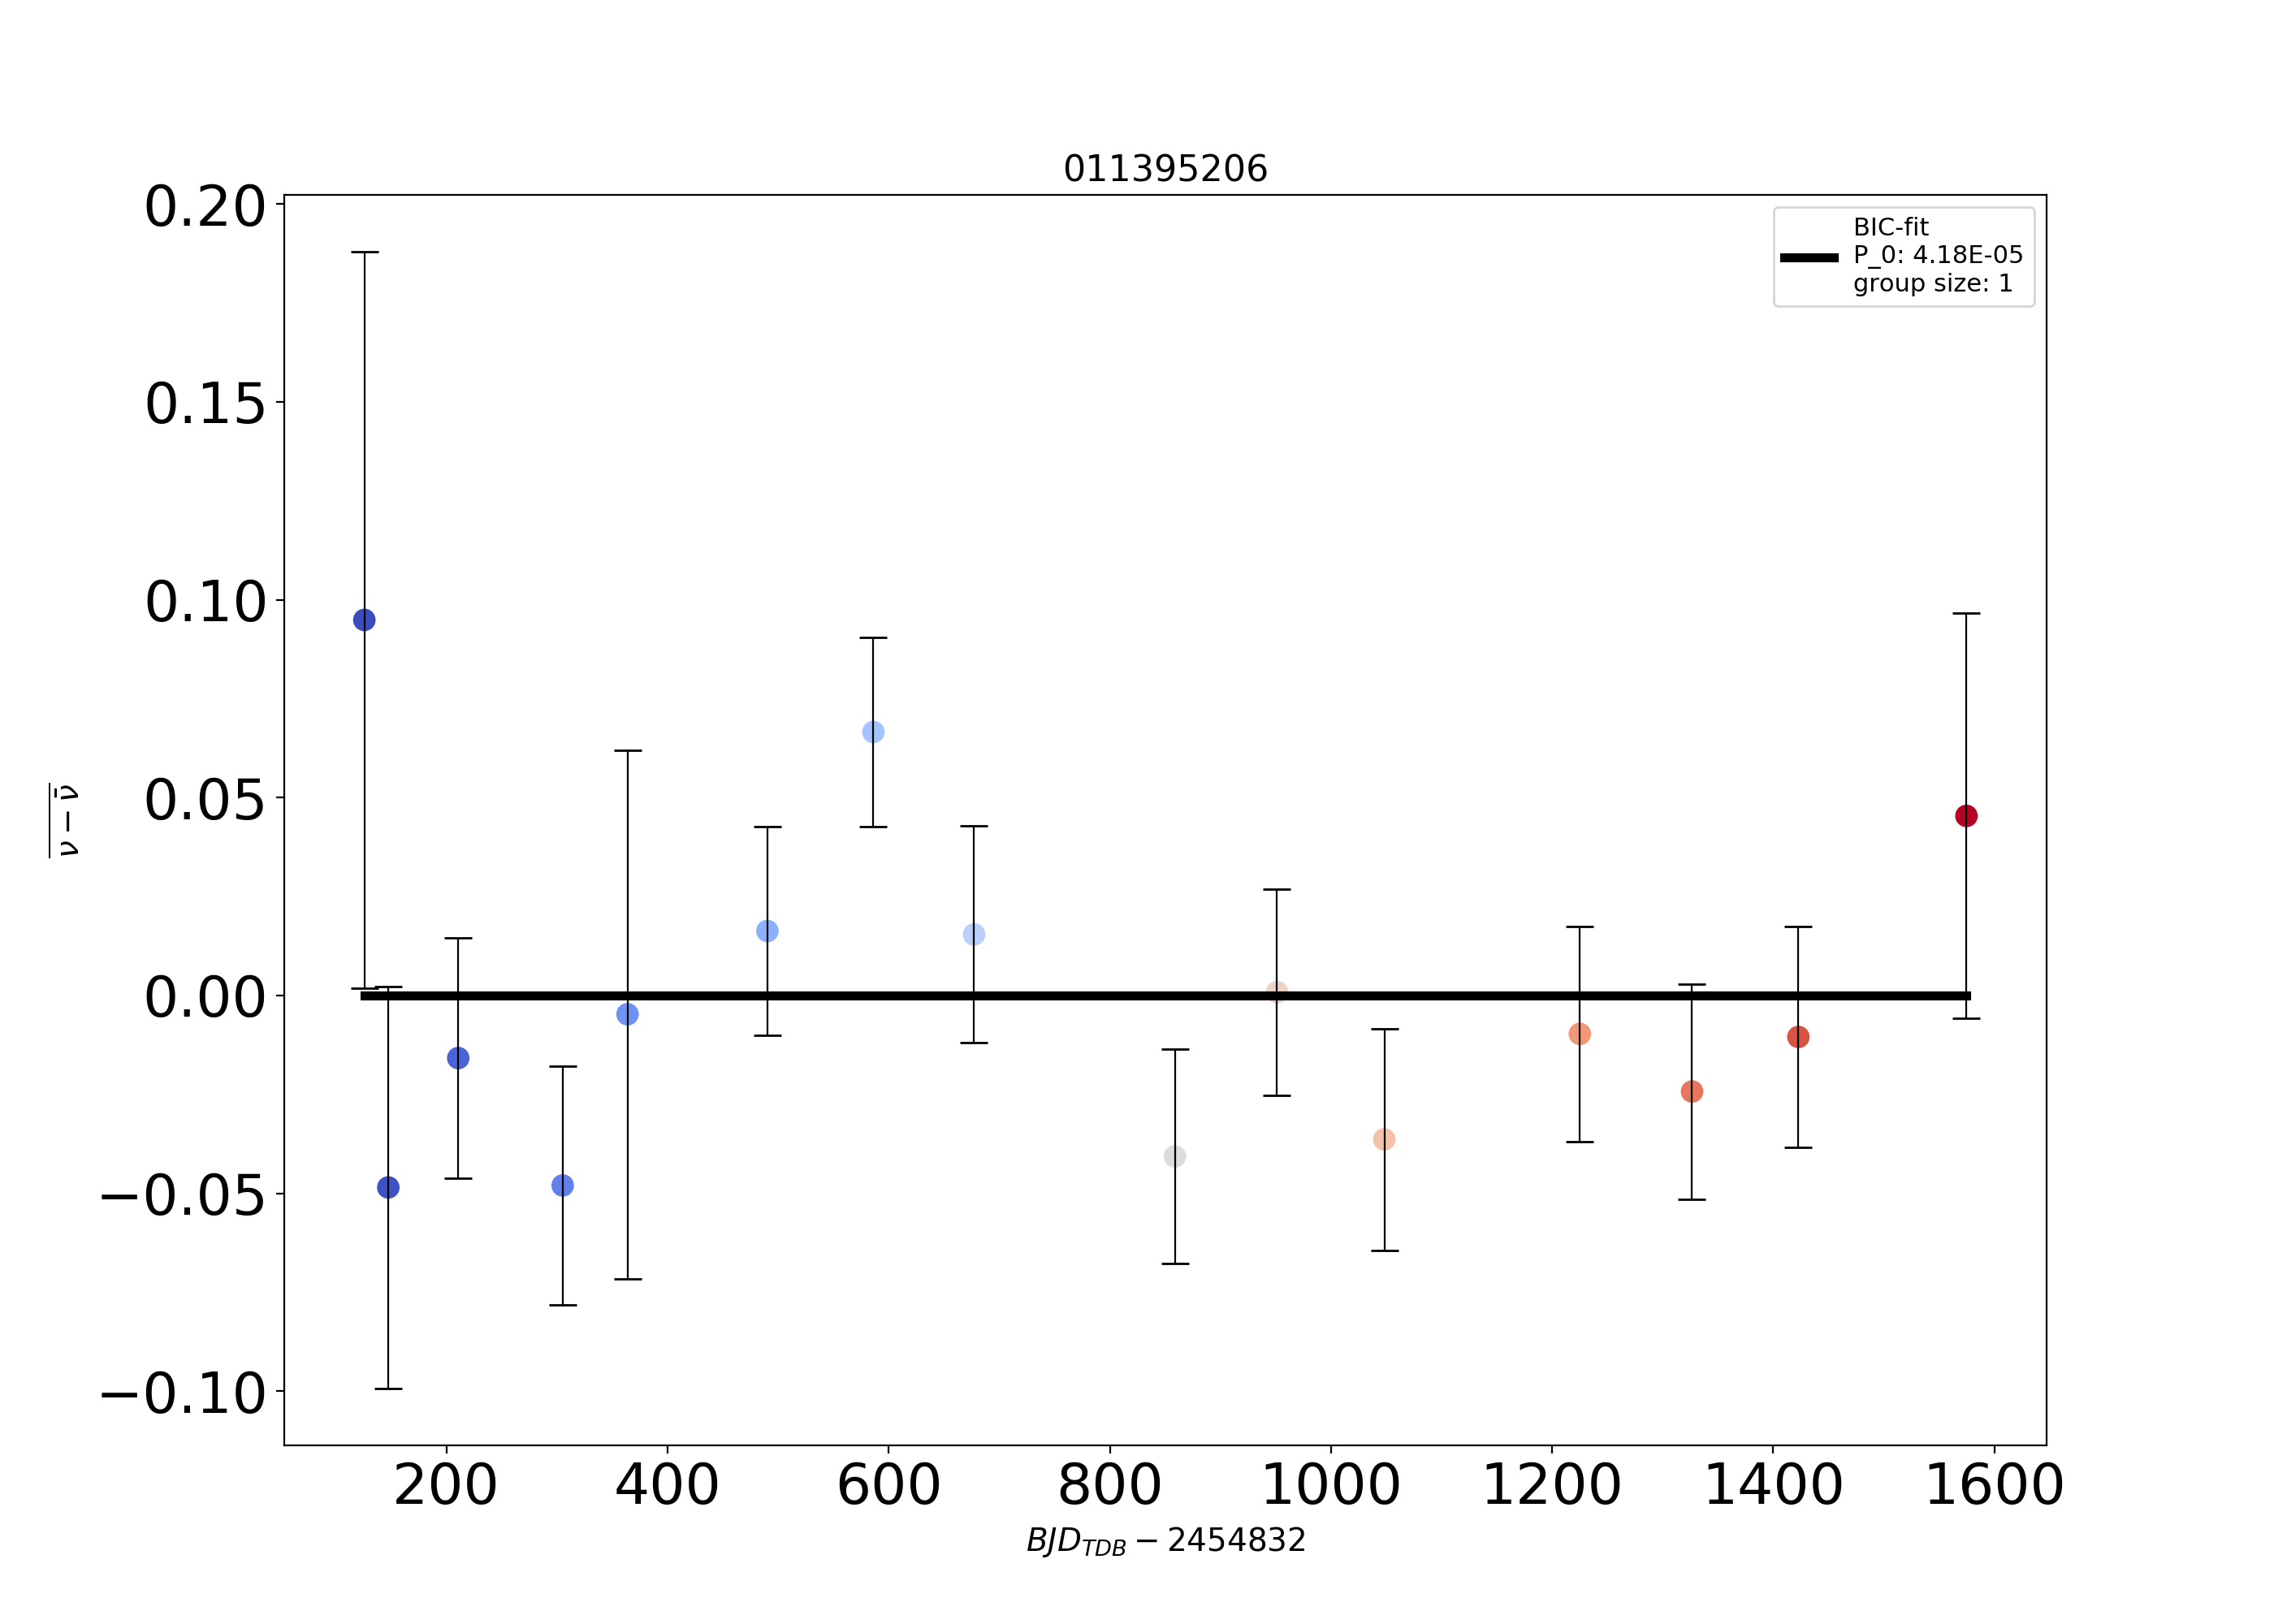 011395206
BIC-fit
P_0: 4.18E-05
group size: 1
0.20
0.15
0.10
0.05
0.00
−0.05
−0.10
ν − ν̄
200 400 600 800 1000 1200 1400 1600
BJD_TDB − 2454832